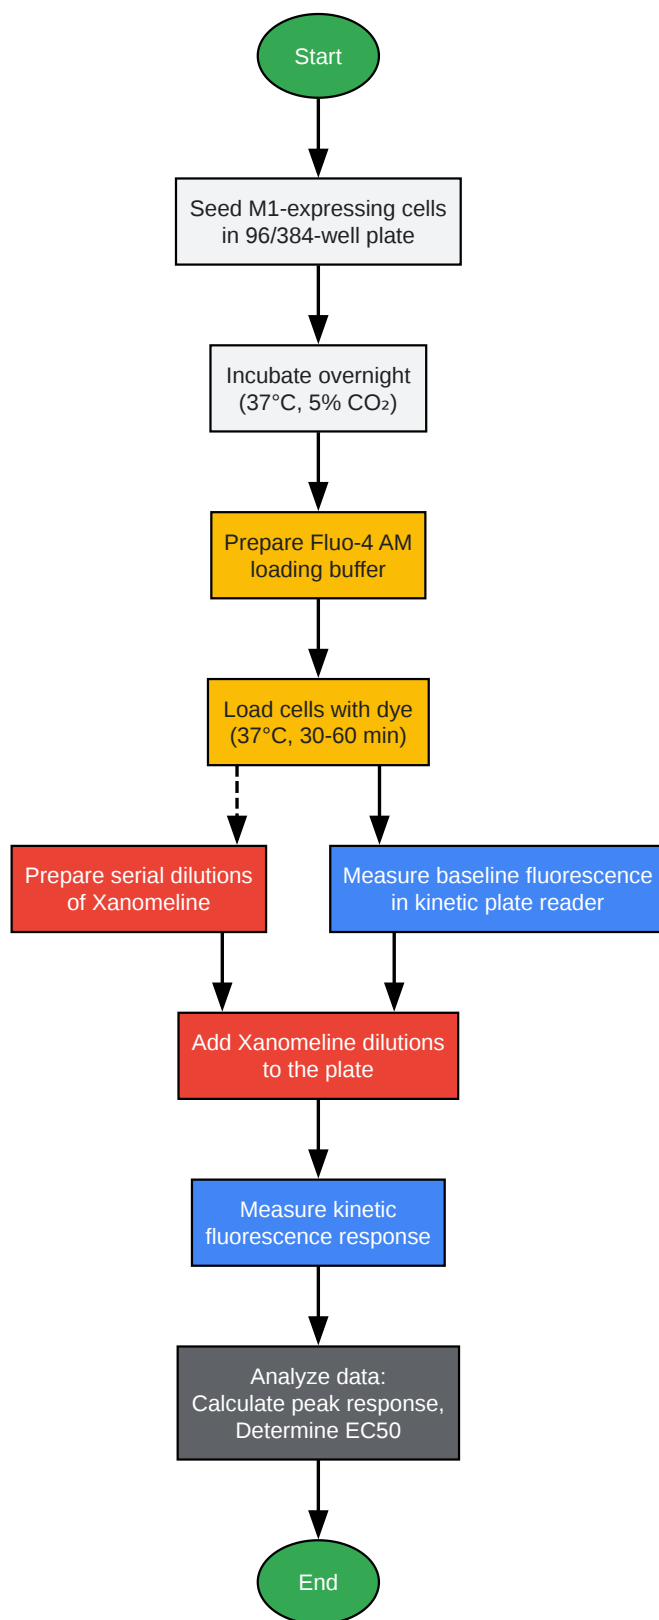 Start
Seed M1-expressing cells
in 96/384-well plate
Incubate overnight
(37°C, 5% CO₂)
Prepare Fluo-4 AM
loading buffer
Load cells with dye
(37°C, 30-60 min)
Prepare serial dilutions
of Xanomeline
Measure baseline fluorescence
in kinetic plate reader
Add Xanomeline dilutions
to the plate
Measure kinetic
fluorescence response
Analyze data:
Calculate peak response,
Determine EC50
End